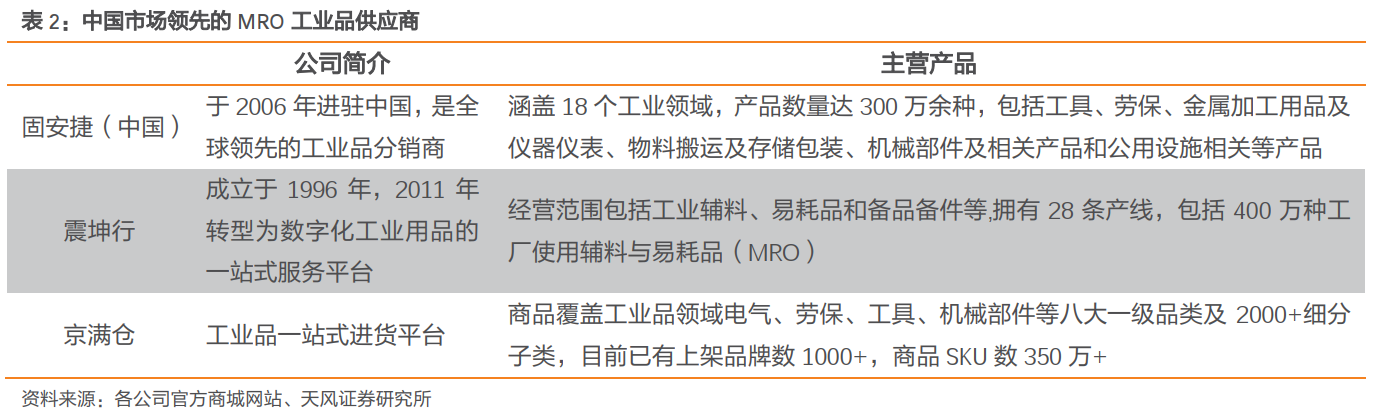 表 2：中国市场领先的 MRO 工业品供应商
公司简介 主营产品
固安捷（中国）
于 2006 年进驻中国，是全
球领先的工业品分销商
涵盖 18 个工业领域，产品数量达 300 万余种，包括工具、劳保、金属加工用品及
仪器仪表、物料搬运及存储包装、机械部件及相关产品和公用设施相关等产品
震坤行
成立于 1996 年，2011 年
转型为数字化工业用品的
一站式服务平台
经营范围包括工业辅料、易耗品和备品备件等,拥有 28 条产线，包括 400 万种工
厂使用辅料与易耗品（MRO）
京满仓
工业品一站式进货平台
商品覆盖工业品领域电气、劳保、工具、机械部件等八大一级品类及 2000+细分
子类，目前已有上架品牌数 1000+，商品 SKU 数 350 万+
资料来源：各公司官方商城网站、天风证券研究所